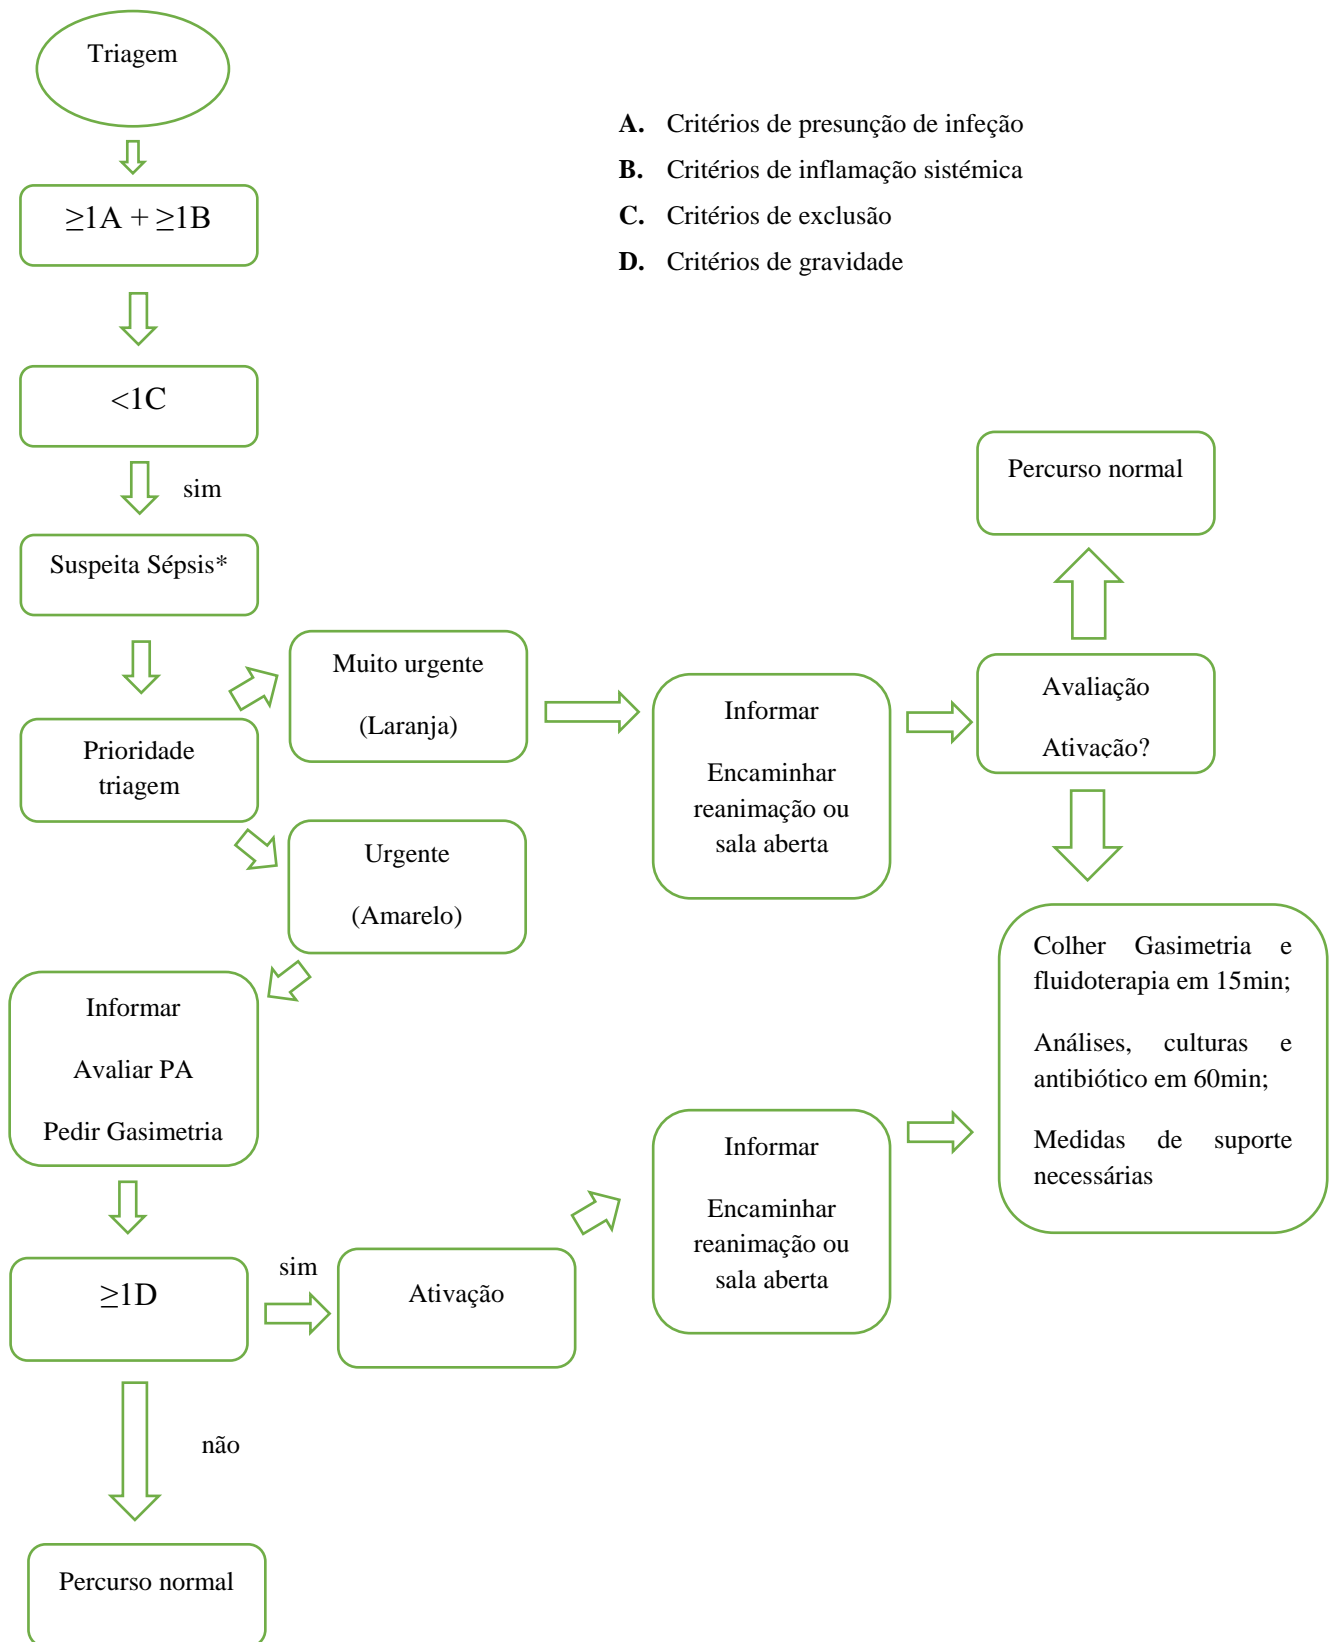 Triagem
A. Critérios de presunção de infeção
B. Critérios de inflamação sistémica
C. Critérios de exclusão
D. Critérios de gravidade
≥1A + ≥1B
<1C
sim
Suspeita Sépsis*
Prioridade
triagem
Muito urgente
(Laranja)
Informar
Encaminhar
reanimação ou
sala aberta
Avaliação
Ativação?
Percurso normal
Urgente
(Amarelo)
Informar
Avaliar PA
Pedir Gasimetria
≥1D
sim
Ativação
Informar
Encaminhar
reanimação ou
sala aberta
Colher Gasimetria e
fluidoterapia em 15min;
Análises, culturas e
antibiótico em 60min;
Medidas de suporte
necessárias
não
Percurso normal